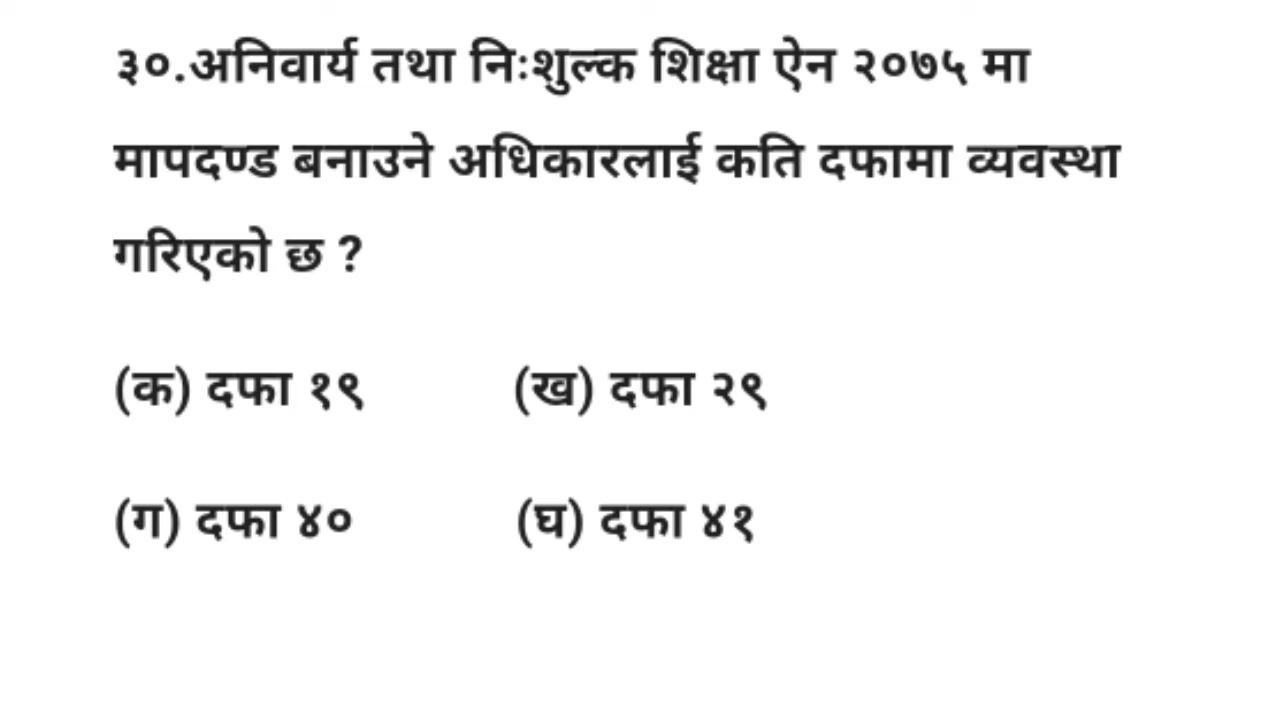 ३०.अनिवार्य तथा निःशुल्क शिक्षा ऐन २०७५ मा
मापदण्ड बनाउने अधिकारलाई कति दफामा व्यवस्था
गरिएको छ ?
(क) दफा १९ (ख) दफा २९
(ग) दफा ४० (घ) दफा ४१